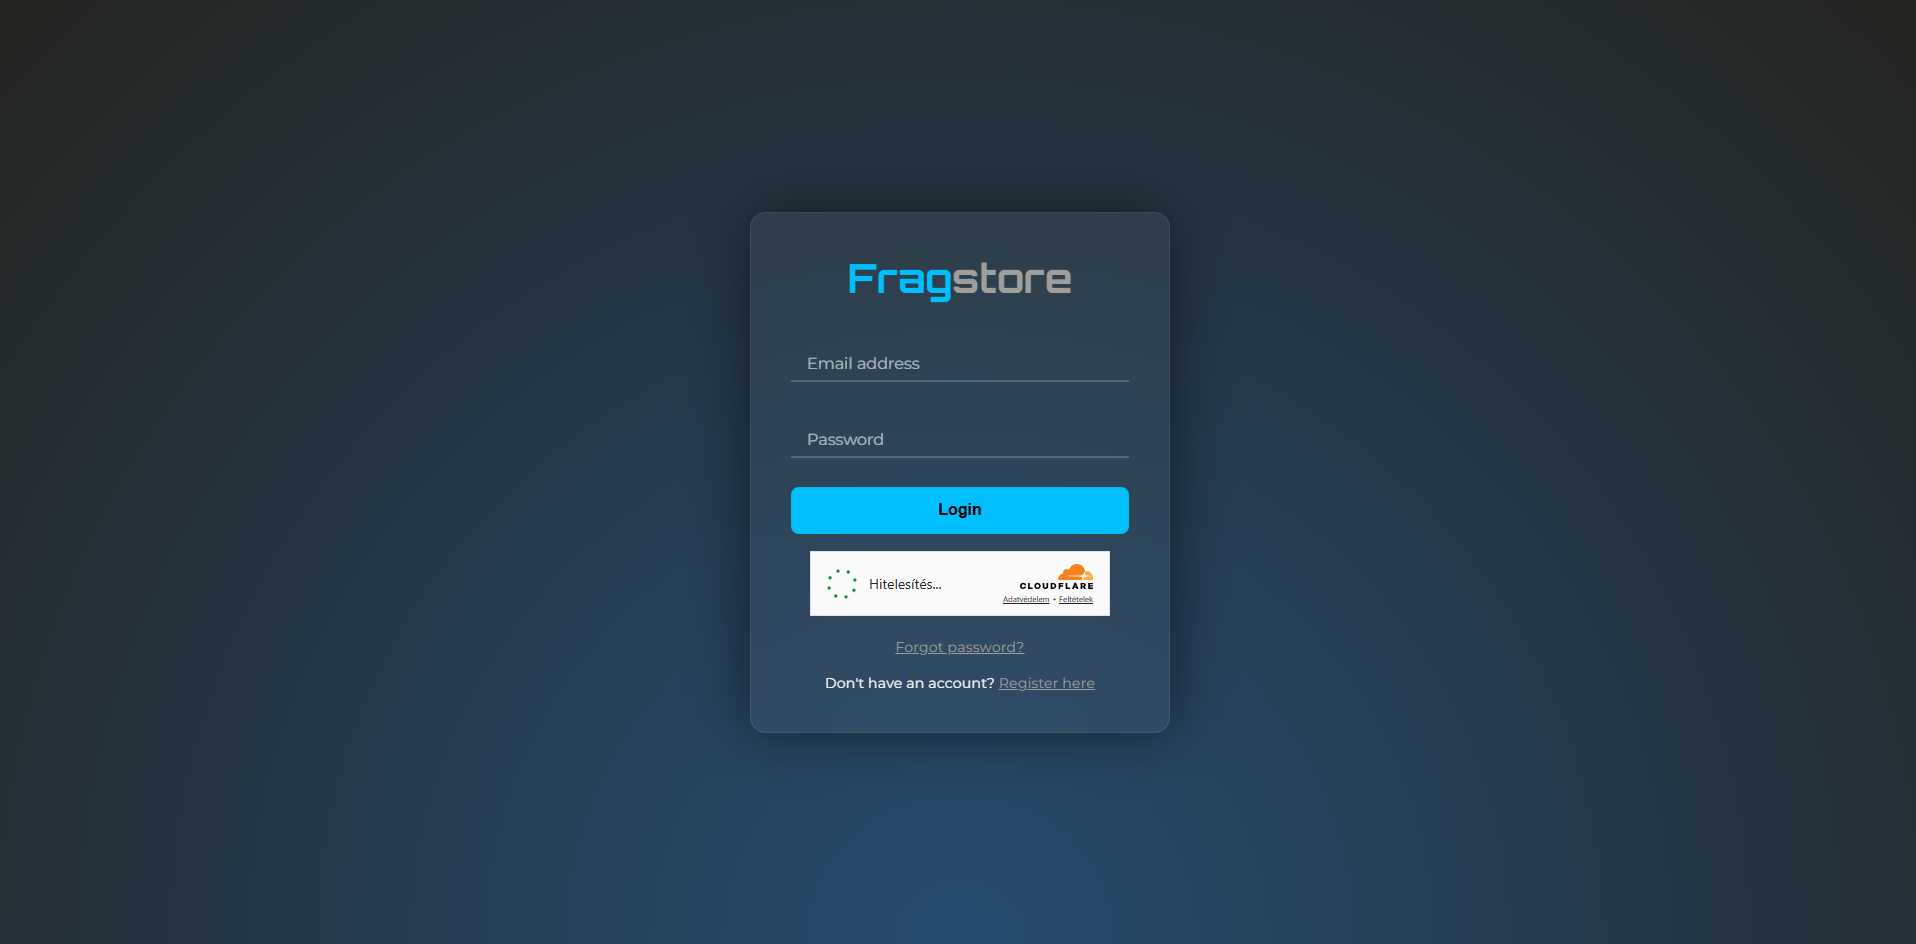 Fragstore
Email address
Password
Login
Hitelesítés...
CLOUDFLARE
Adatvédelem • Feltételek
Forgot password?
Don't have an account? Register here